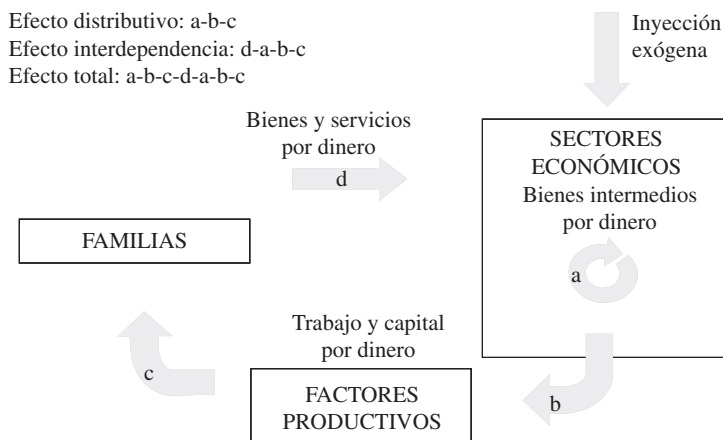 Efecto distributivo: a-b-c
Efecto interdependencia: d-a-b-c
Efecto total: a-b-c-d-a-b-c
Inyección
exógena
Bienes y servicios
por dinero
d
SECTORES
ECONÓMICOS
Bienes intermedios
por dinero
a
FAMILIAS
Trabajo y capital
por dinero
c
FACTORES
PRODUCTIVOS
b